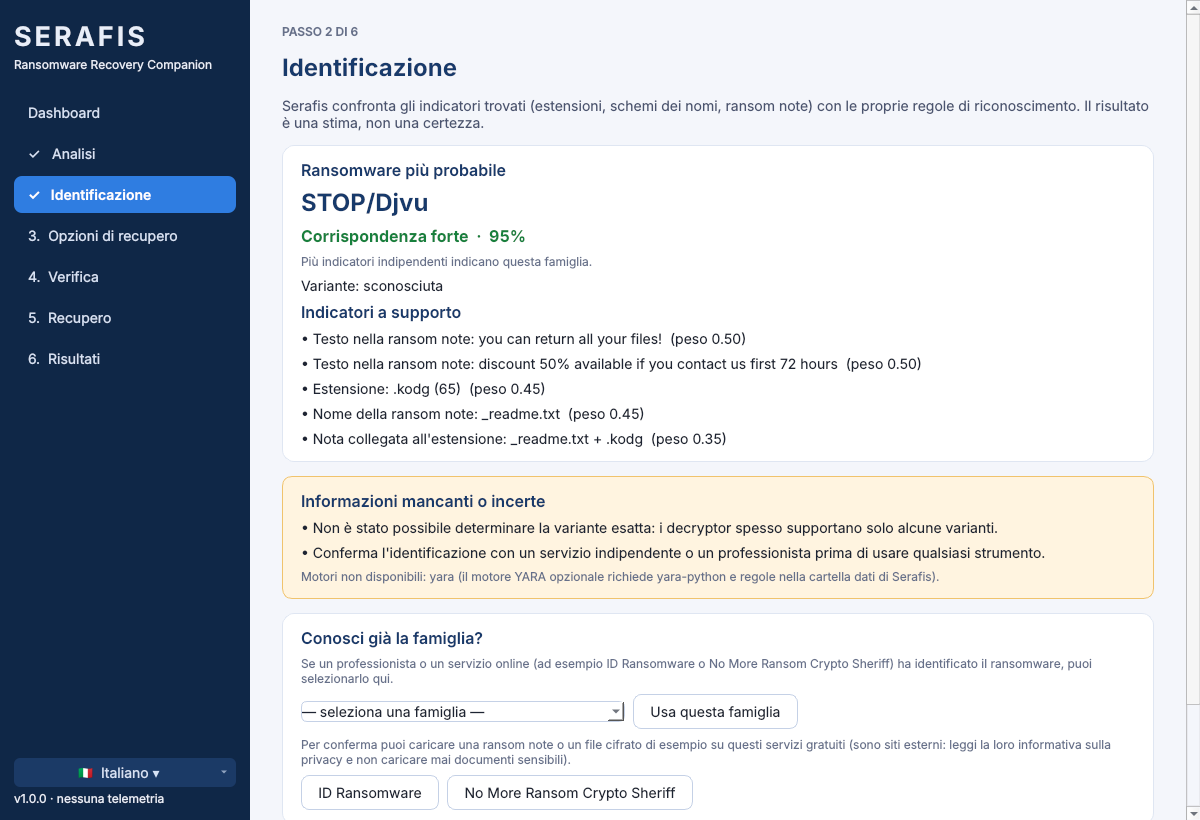 SERAFIS
Ransomware Recovery Companion
Dashboard
✓ Analisi
✓ Identificazione
3. Opzioni di recupero
4. Verifica
5. Recupero
6. Risultati
Italiano ▾
v1.0.0 · nessuna telemetria
PASSO 2 DI 6
Identificazione
Serafis confronta gli indicatori trovati (estensioni, schemi dei nomi, ransom note) con le proprie regole di riconoscimento. Il risultato
è una stima, non una certezza.
Ransomware più probabile
STOP/Djvu
Corrispondenza forte · 95%
Più indicatori indipendenti indicano questa famiglia.
Variante: sconosciuta
Indicatori a supporto
• Testo nella ransom note: you can return all your files! (peso 0.50)
• Testo nella ransom note: discount 50% available if you contact us first 72 hours (peso 0.50)
• Estensione: .kodg (65) (peso 0.45)
• Nome della ransom note: _readme.txt (peso 0.45)
• Nota collegata all'estensione: _readme.txt + .kodg (peso 0.35)
Informazioni mancanti o incerte
• Non è stato possibile determinare la variante esatta: i decryptor spesso supportano solo alcune varianti.
• Conferma l'identificazione con un servizio indipendente o un professionista prima di usare qualsiasi strumento.
Motori non disponibili: yara (il motore YARA opzionale richiede yara-python e regole nella cartella dati di Serafis).
Conosci già la famiglia?
Se un professionista o un servizio online (ad esempio ID Ransomware o No More Ransom Crypto Sheriff) ha identificato il ransomware, puoi
selezionarlo qui.
— seleziona una famiglia —
Usa questa famiglia
Per conferma puoi caricare una ransom note o un file cifrato di esempio su questi servizi gratuiti (sono siti esterni: leggi la loro informativa sulla
privacy e non caricare mai documenti sensibili).
ID Ransomware
No More Ransom Crypto Sheriff